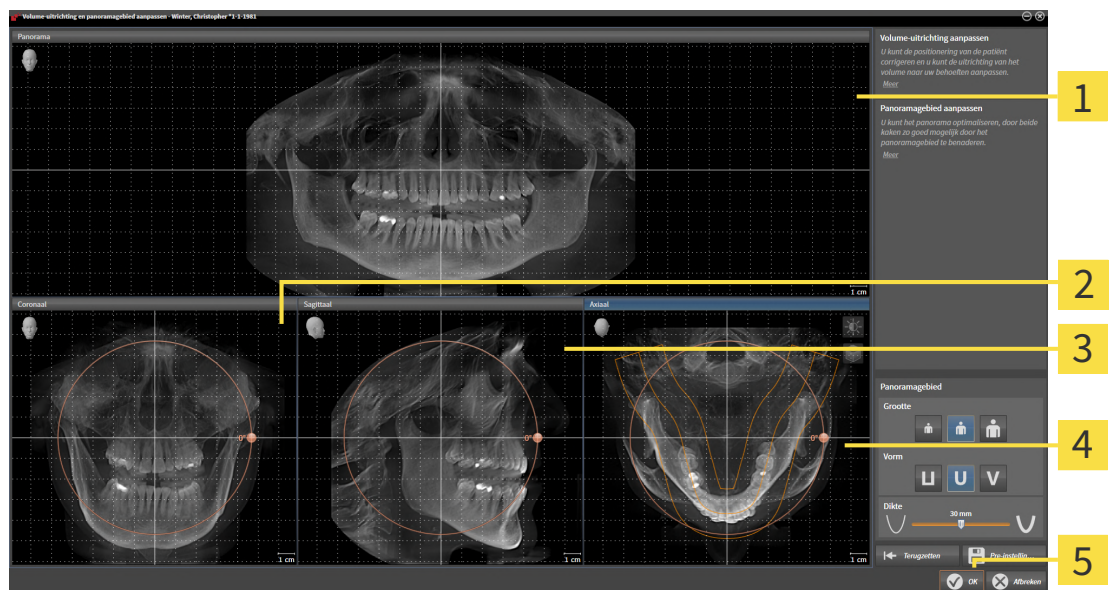 Volume-uitrichting en panoramagebied aanpassen - Winter, Christopher *1-1-1981
Panorama
1 cm
Coronaal
:0°
1 cm
Sagittaal
:0°
1 cm
Axiaal
:0°
1 cm
Volume-uitrichting aanpassen
U kunt de positionering van de patiënt
corrigeren en u kunt de uitrichting van het
volume naar uw behoeften aanpassen.
Meer
Panoramagebied aanpassen
U kunt het panorama optimaliseren, door beide
kaken zo goed mogelijk door het
panoramagebied te benaderen.
Meer
Panoramagebied
Grootte
Vorm
U V
Dikte
30 mm
Terugzetten
Pre-instellin...
OK
Afbreken
1
2
3
4
5